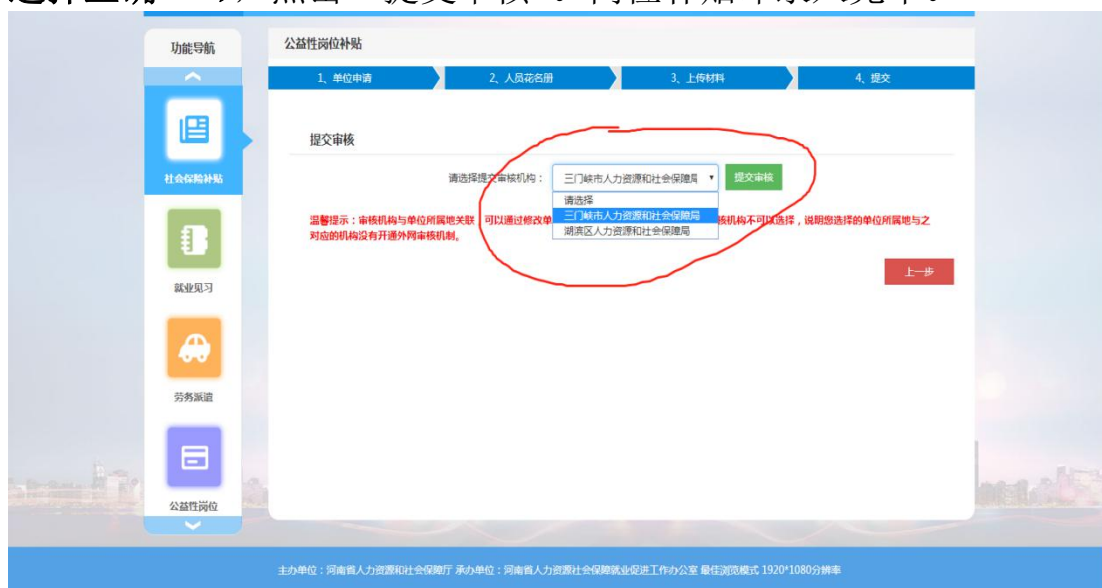 功能导航
公益性岗位补贴
1、单位申请
2、人员花名册
3、上传材料
4、提交
提交审核
社会保险补贴
请选择提交审核机构：
三门峡市人力资源和社会保障局
提交审核
请选择
三门峡市人力资源和社会保障局
湖滨区人力资源和社会保障局
温馨提示：审核机构与单位所属地关联，可以通过修改单 核机构不可以选择，说明您选择的单位所属地与之
对应的机构没有开通外网审核机制。
上一步
就业见习
劳务派遣
公益性岗位
主办单位：河南省人力资源和社会保障厅 承办单位：河南省人力资源社会保障就业促进工作办公室 最佳浏览模式 1920*1080分辨率